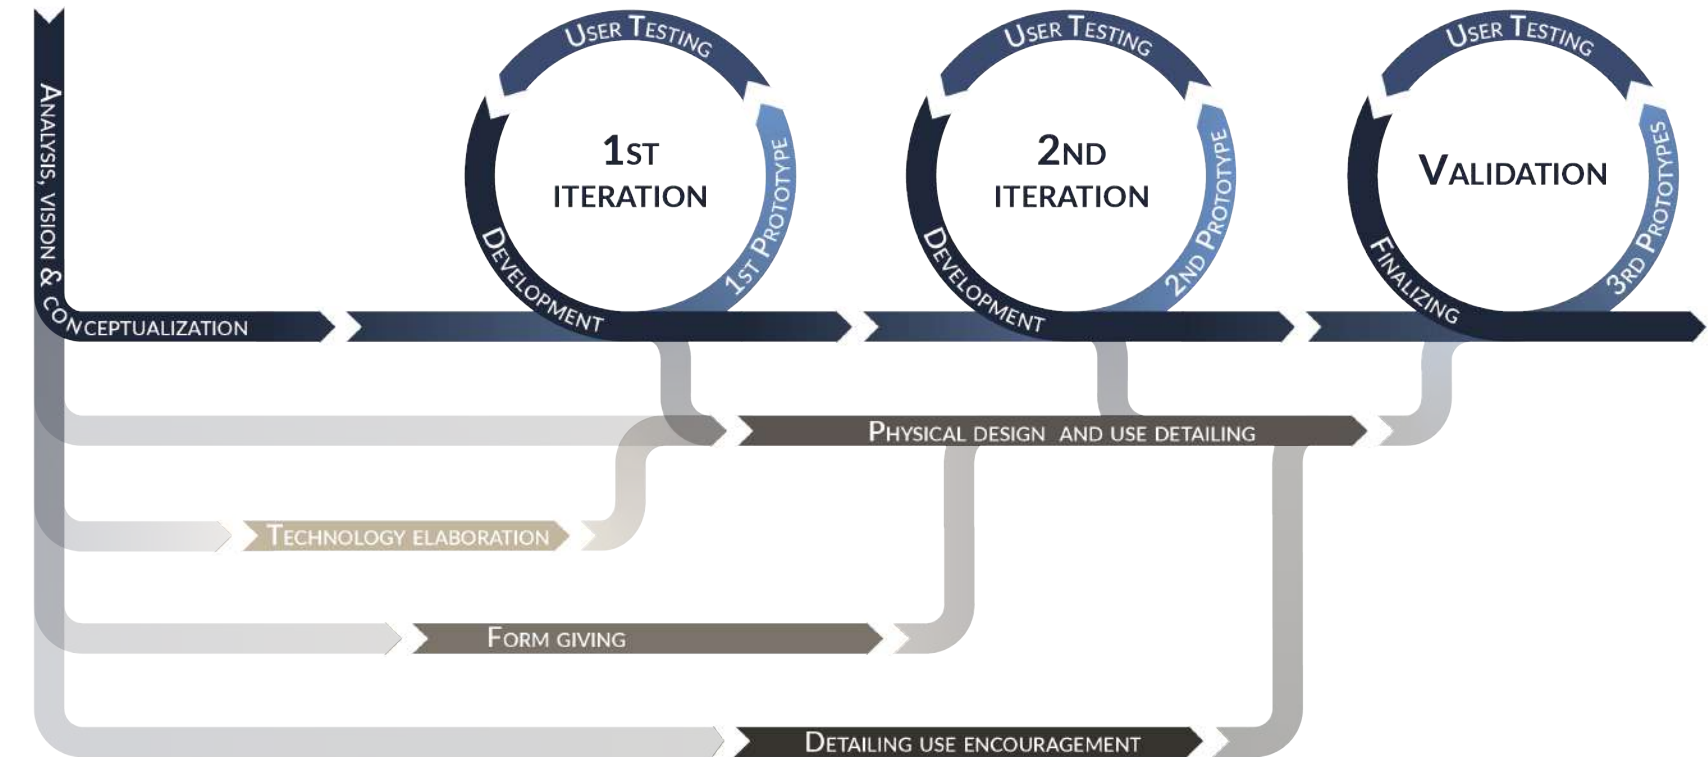 Analysis, vision & conceptualization
User Testing
1st
iteration
Development
1st Prototype
User Testing
2nd
iteration
Development
2nd Prototype
User Testing
Validation
Finalizing
3rd Prototypes
Physical design and use detailing
Technology elaboration
Form giving
Detailing use encouragement